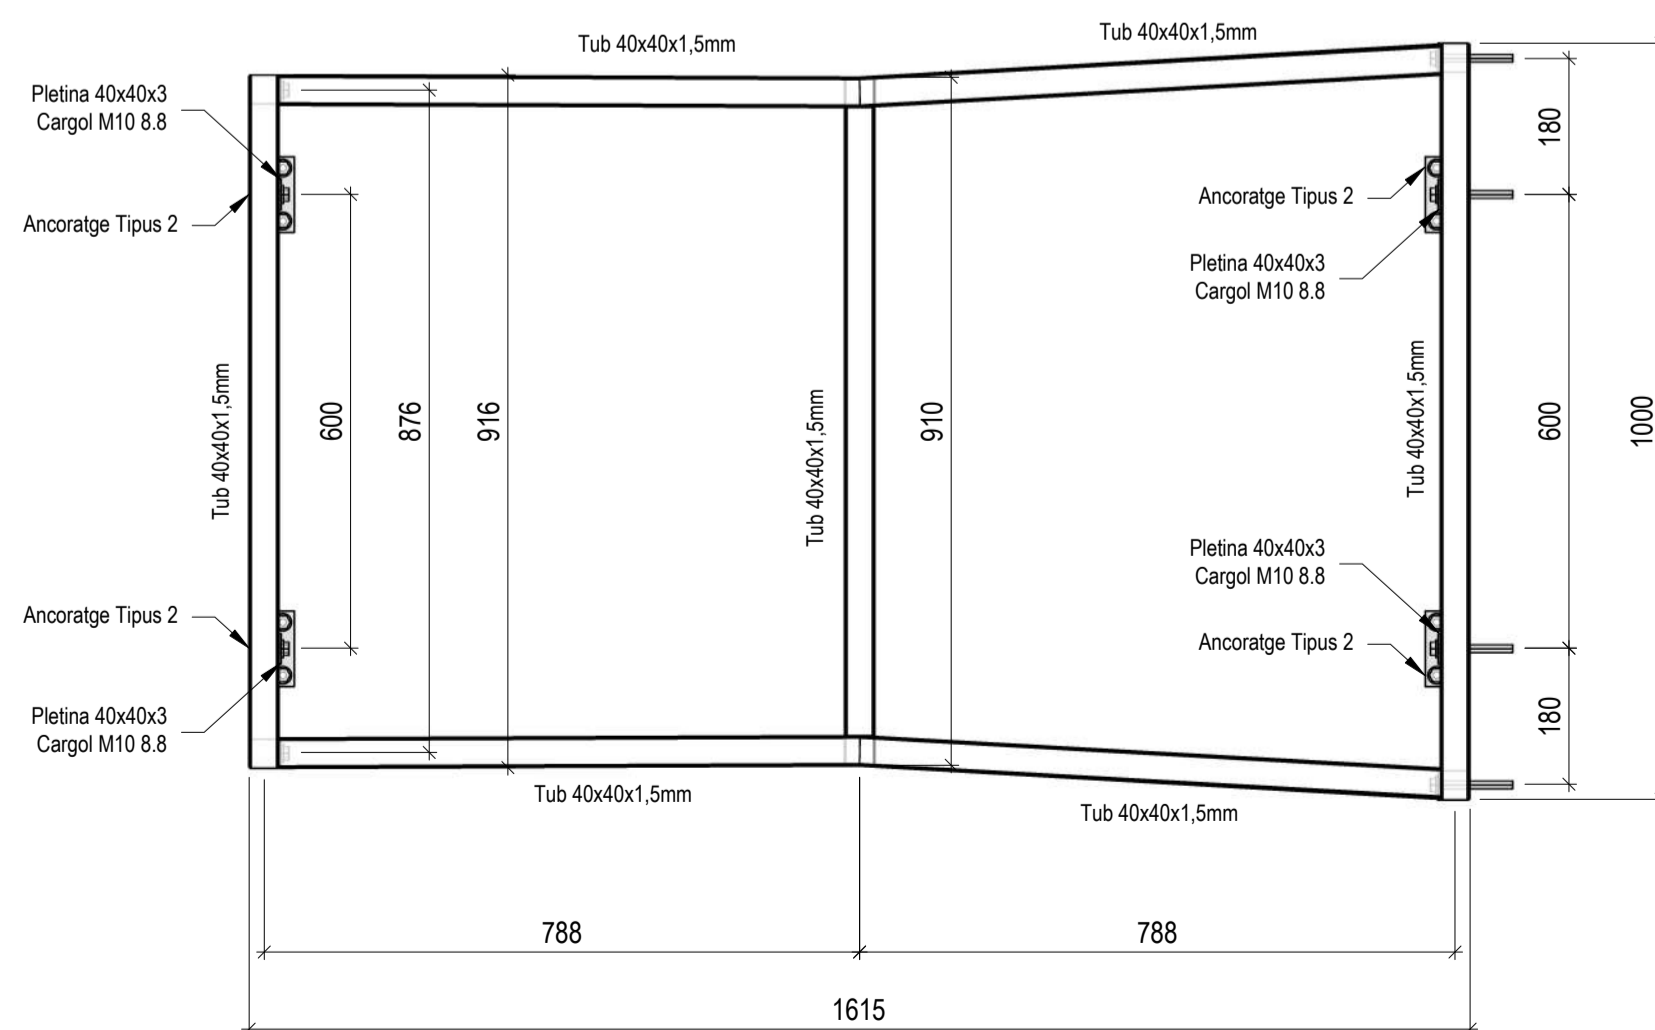 Tub 40x40x1,5mm
Tub 40x40x1,5mm
Pletina 40x40x3
Cargol M10 8.8
Ancoratge Tipus 2
180
Ancoratge Tipus 2
Pletina 40x40x3
Cargol M10 8.8
Tub 40x40x1,5mm
600
876
916
Tub 40x40x1,5mm
910
Tub 40x40x1,5mm
600
1000
Pletina 40x40x3
Cargol M10 8.8
Ancoratge Tipus 2
Ancoratge Tipus 2
Pletina 40x40x3
Cargol M10 8.8
180
Tub 40x40x1,5mm
Tub 40x40x1,5mm
788
788
1615